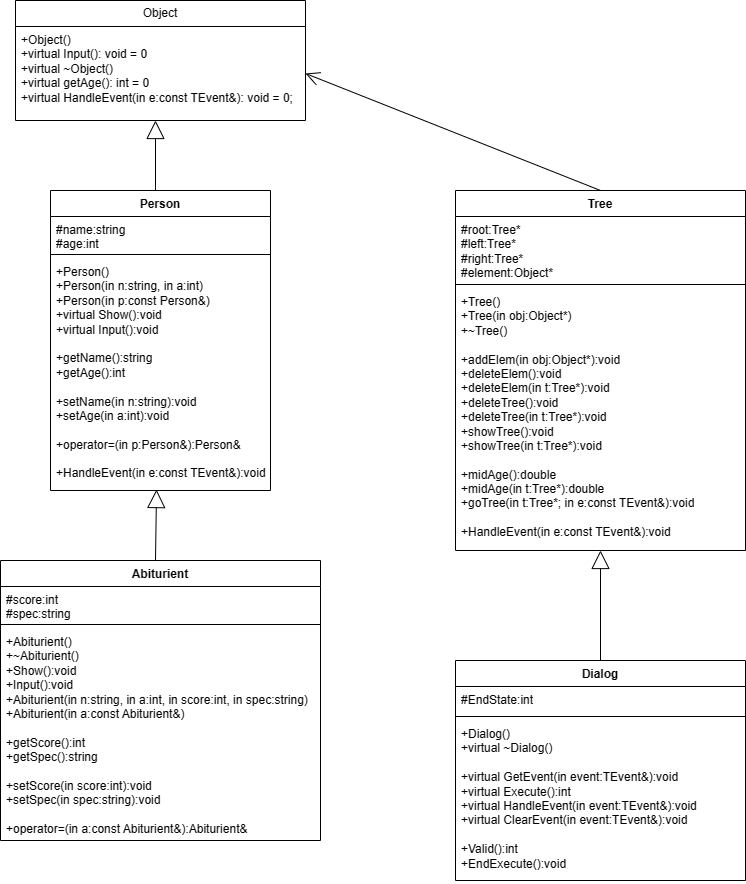 Object
+Object()
+virtual Input(): void = 0
+virtual ~Object()
+virtual getAge(): int = 0
+virtual HandleEvent(in e:const TEvent&): void = 0;
Person
#name:string
#age:int
+Person()
+Person(in n:string, in a:int)
+Person(in p:const Person&)
+virtual Show():void
+virtual Input():void
+getName():string
+getAge():int
+setName(in n:string):void
+setAge(in a:int):void
+operator=(in p:Person&):Person&
+HandleEvent(in e:const TEvent&):void
Abiturient
#score:int
#spec:string
+Abiturient()
+~Abiturient()
+Show():void
+Input():void
+Abiturient(in n:string, in a:int, in score:int, in spec:string)
+Abiturient(in a:const Abiturient&)
+getScore():int
+getSpec():string
+setScore(in score:int):void
+setSpec(in spec:string):void
+operator=(in a:const Abiturient&):Abiturient&
Tree
#root:Tree*
#left:Tree*
#right:Tree*
#element:Object*
+Tree()
+Tree(in obj:Object*)
+~Tree()
+addElem(in obj:Object*):void
+deleteElem():void
+deleteElem(in t:Tree*):void
+deleteTree():void
+deleteTree(in t:Tree*):void
+showTree():void
+showTree(in t:Tree*):void
+midAge():double
+midAge(in t:Tree*):double
+goTree(in t:Tree*; in e:const TEvent&):void
+HandleEvent(in e:const TEvent&):void
Dialog
#EndState:int
+Dialog()
+virtual ~Dialog()
+virtual GetEvent(in event:TEvent&):void
+virtual Execute():int
+virtual HandleEvent(in event:TEvent&):void
+virtual ClearEvent(in event:TEvent&):void
+Valid():int
+EndExecute():void